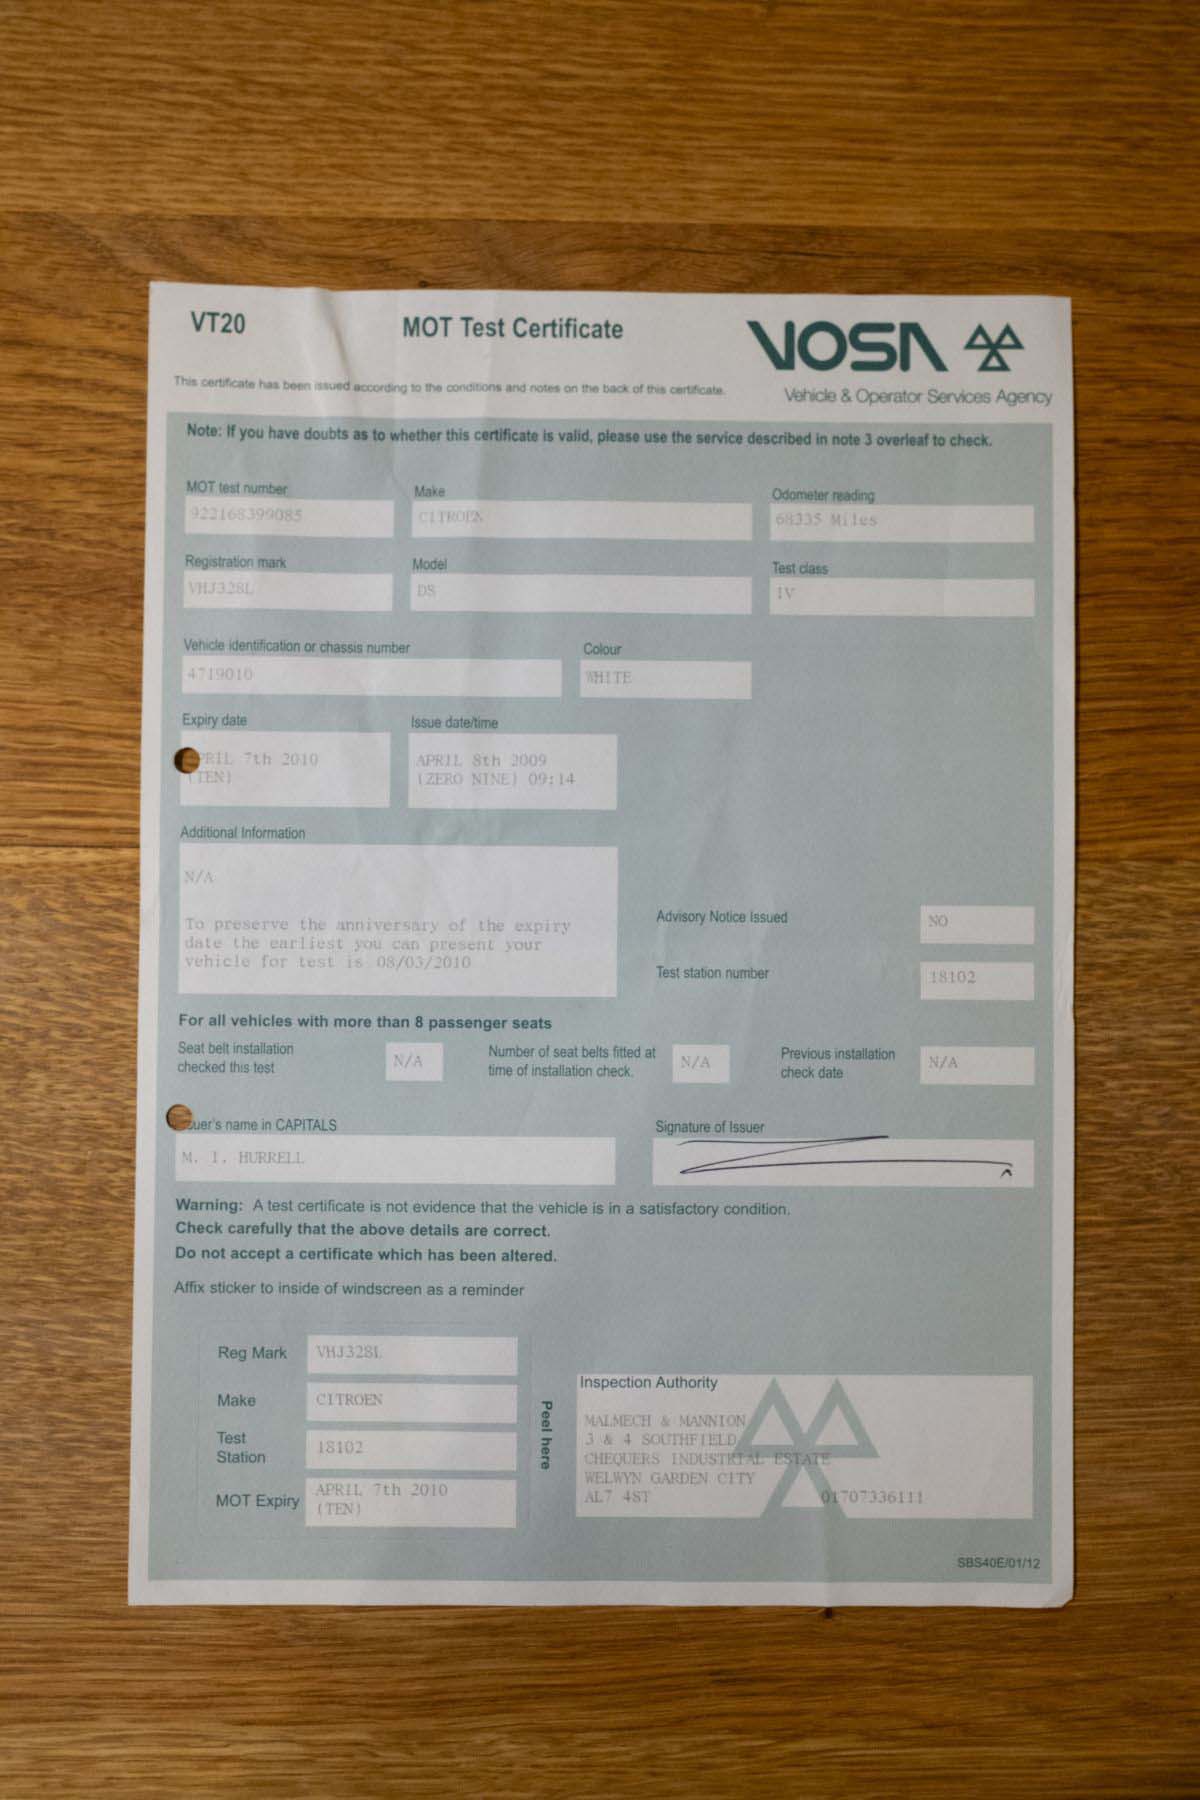 VT20
MOT Test Certificate
VOSA
Vehicle & Operator Services Agency
This certificate has been issued according to the conditions and notes on the back of this certificate.
Note: If you have doubts as to whether this certificate is valid, please use the service described in note 3 overleaf to check.
MOT test number
922168399085
Make
CITROEN
Odometer reading
68335 Miles
Registration mark
VHJ328L
Model
DS
Test class
IV
Vehicle identification or chassis number
4719010
Colour
WHITE
Expiry date
PRIL 7th 2010
(TEN)
Issue date/time
APRIL 8th 2009
(ZERO NINE) 09:14
Additional Information
N/A
To preserve the anniversary of the expiry
date the earliest you can present your
vehicle for test is 08/03/2010
Advisory Notice Issued
NO
Test station number
18102
For all vehicles with more than 8 passenger seats
Seat belt installation
checked this test
N/A
Number of seat belts fitted at
time of installation check.
N/A
Previous installation
check date
N/A
suer's name in CAPITALS
M. I. HURRELL
Signature of Issuer
Warning: A test certificate is not evidence that the vehicle is in a satisfactory condition.
Check carefully that the above details are correct.
Do not accept a certificate which has been altered.
Affix sticker to inside of windscreen as a reminder
Reg Mark
VHJ328L
Make
CITROEN
Test
Station
18102
MOT Expiry
APRIL 7th 2010
(TEN)
Peel here
Inspection Authority
MALMECH & MANNION
3 & 4 SOUTHFIELD
CHEQUERS INDUSTRIAL ESTATE
WELWYN GARDEN CITY
AL7 4ST
01707336111
SBS40E/01/12